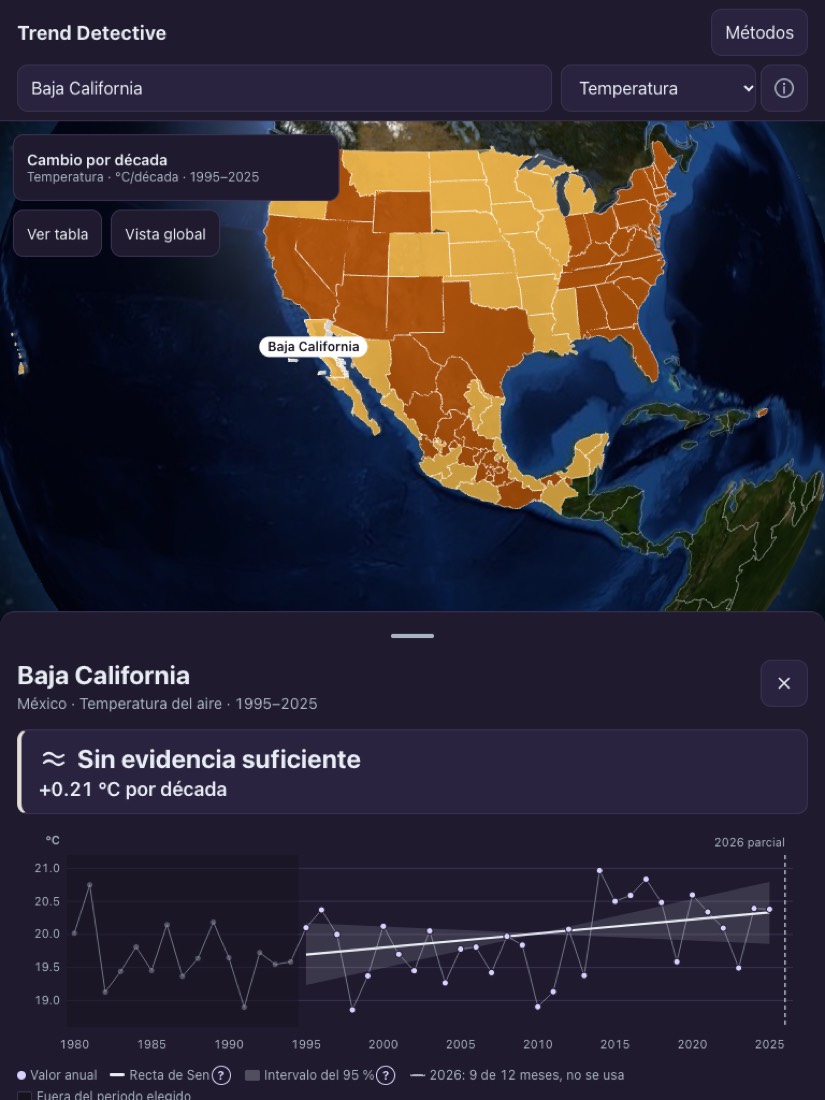 Trend Detective
Métodos
Baja California
Temperatura
Cambio por década
Temperatura · °C/década · 1995–2025
Ver tabla
Vista global
Baja California
Baja California
México · Temperatura del aire · 1995–2025
Sin evidencia suficiente
+0.21 °C por década
°C
2026 parcial
21.0
20.5
20.0
19.5
19.0
1980 1985 1990 1995 2000 2005 2010 2015 2020 2025
Valor anual Recta de Sen ? Intervalo del 95 % ? 2026: 9 de 12 meses, no se usa
Fuera del periodo elegido